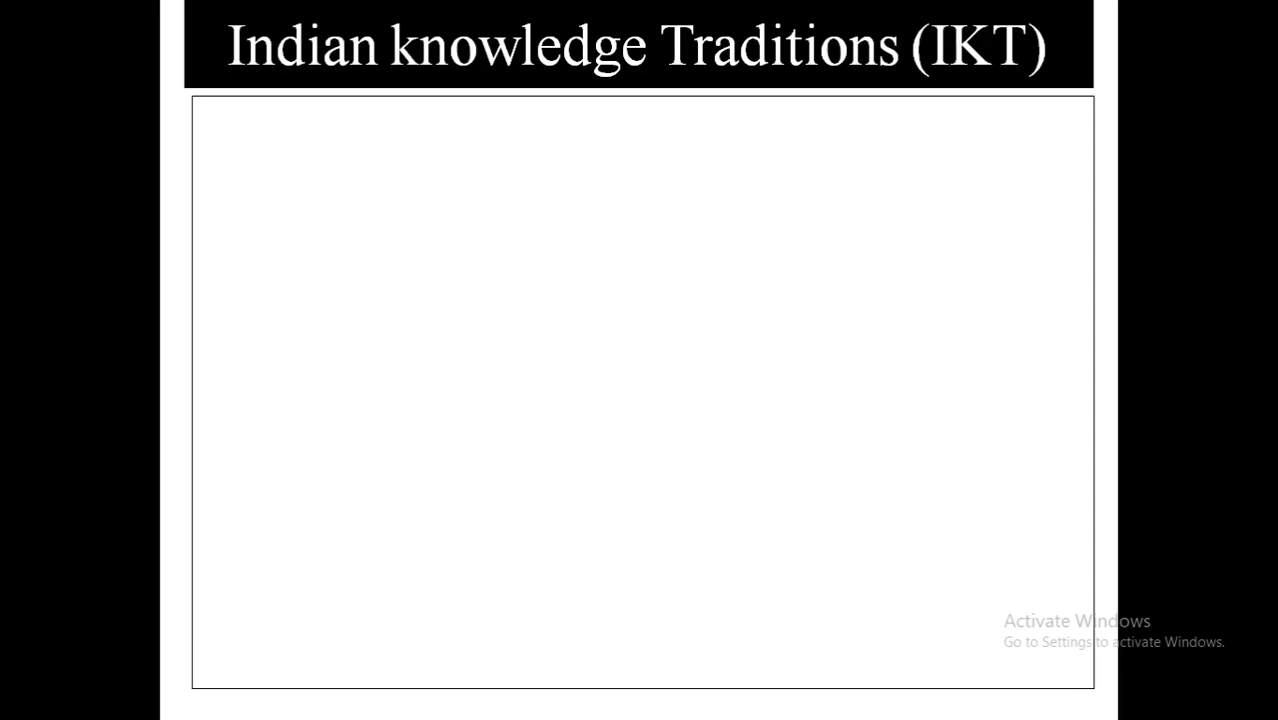 Indian knowledge Traditions (IKT)
Activate Windows
Go to Settings to activate Windows.